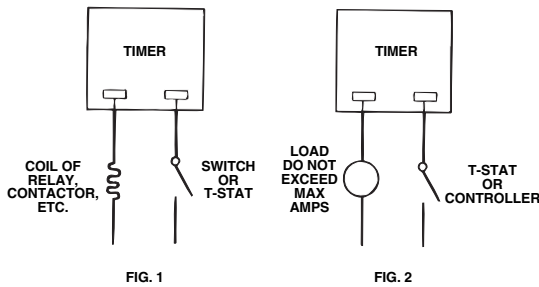 TIMER
COIL OF
RELAY,
CONTACTOR,
ETC.
SWITCH
OR
T-STAT
FIG. 1
TIMER
LOAD
DO NOT
EXCEED
MAX
AMPS
T-STAT
OR
CONTROLLER
FIG. 2